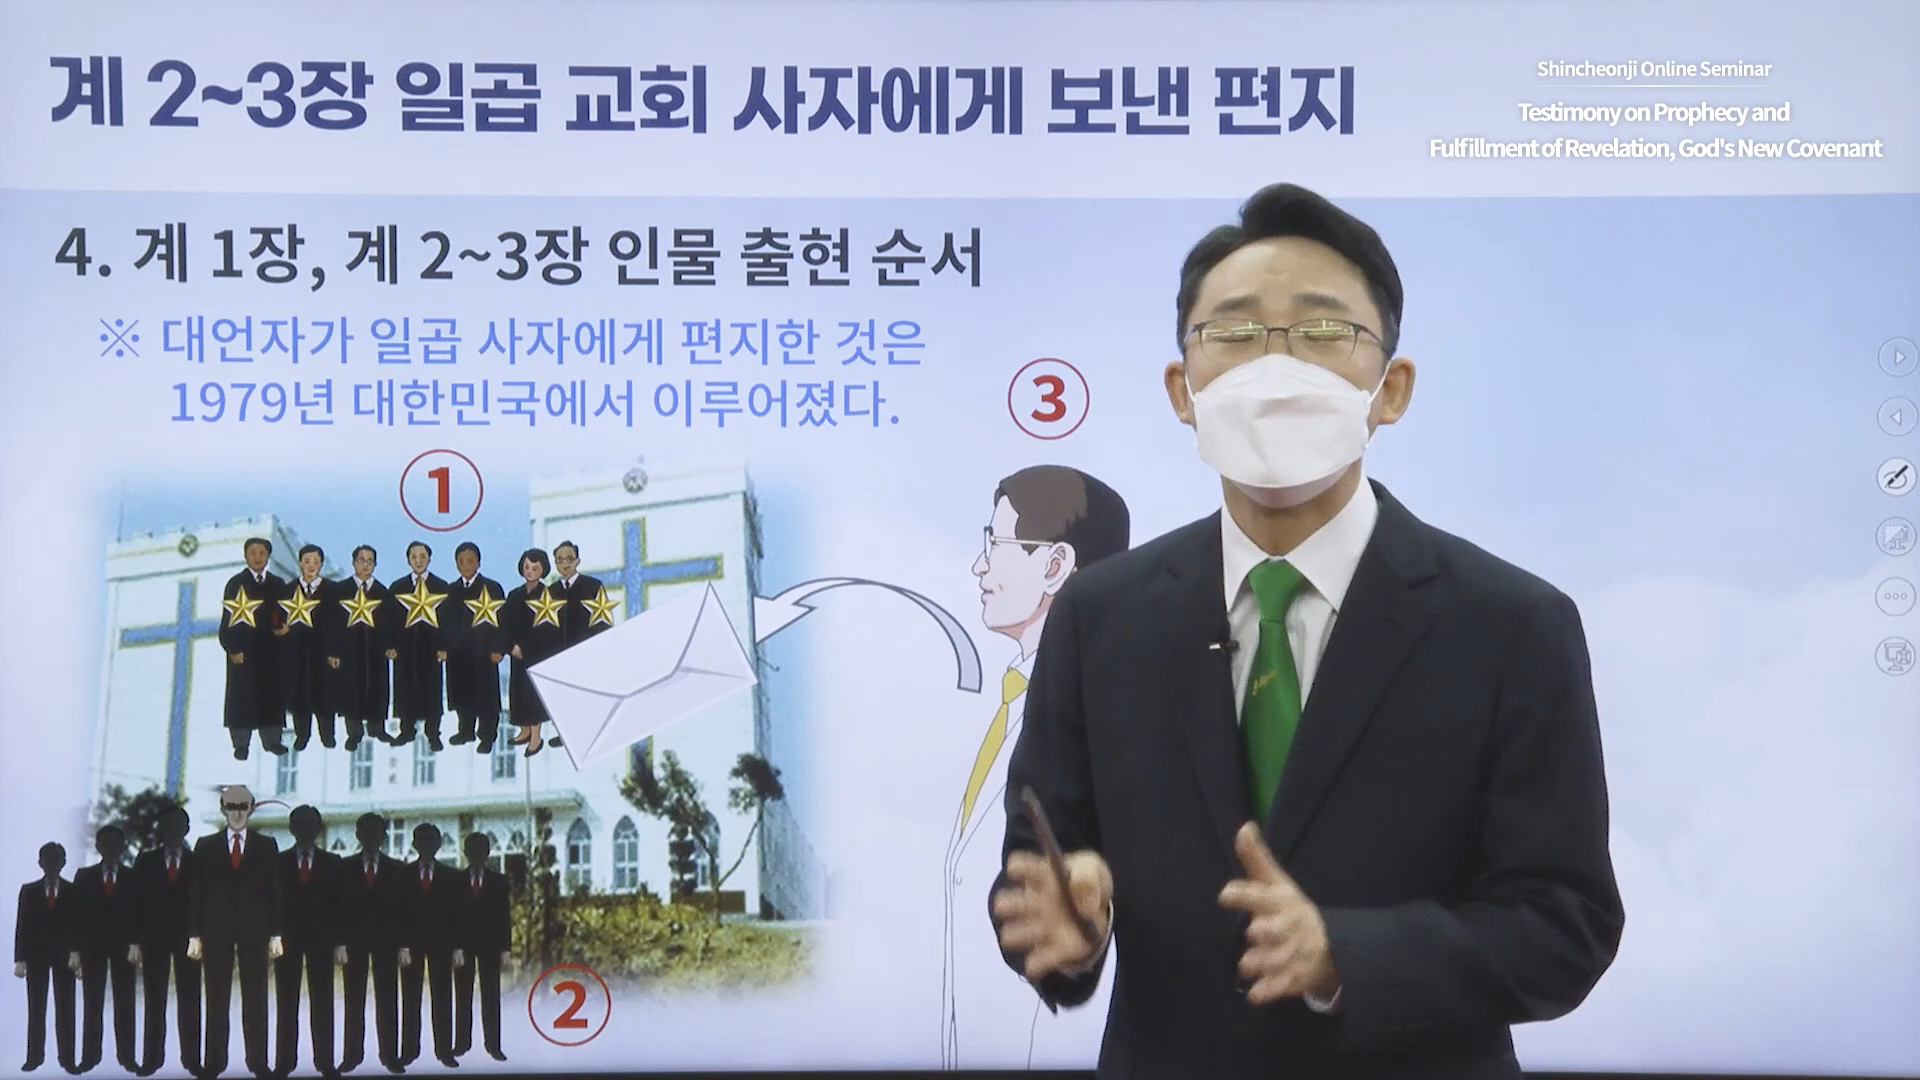 계 2~3장 일곱 교회 사자에게 보낸 편지
Shincheonji Online Seminar
Testimony on Prophecy and
Fulfillment of Revelation, God's New Covenant
4. 계 1장, 계 2~3장 인물 출현 순서
※ 대언자가 일곱 사자에게 편지한 것은
1979년 대한민국에서 이루어졌다.
③
①
②